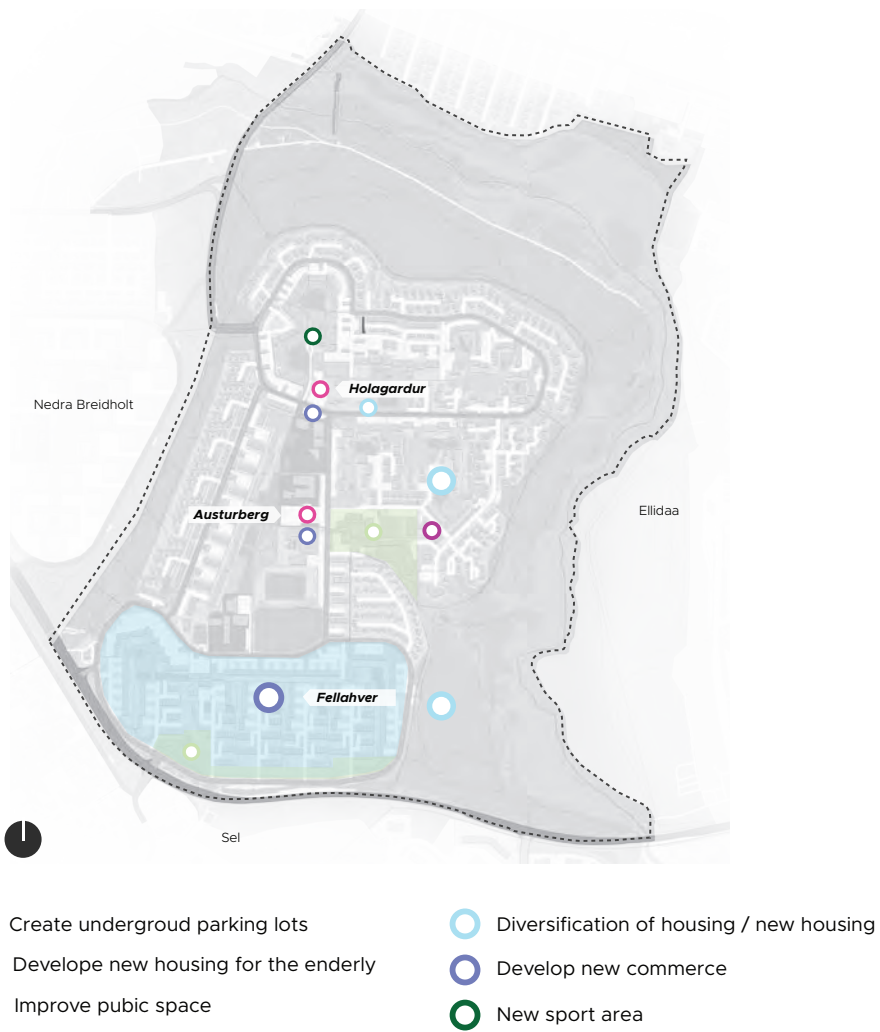 Holagardur
Nedra Breidholt
Austurberg
Ellidaa
Fellahver
Sel
Create undergroud parking lots
Develope new housing for the enderly
Improve pubic space
Diversification of housing / new housing
Develop new commerce
New sport area